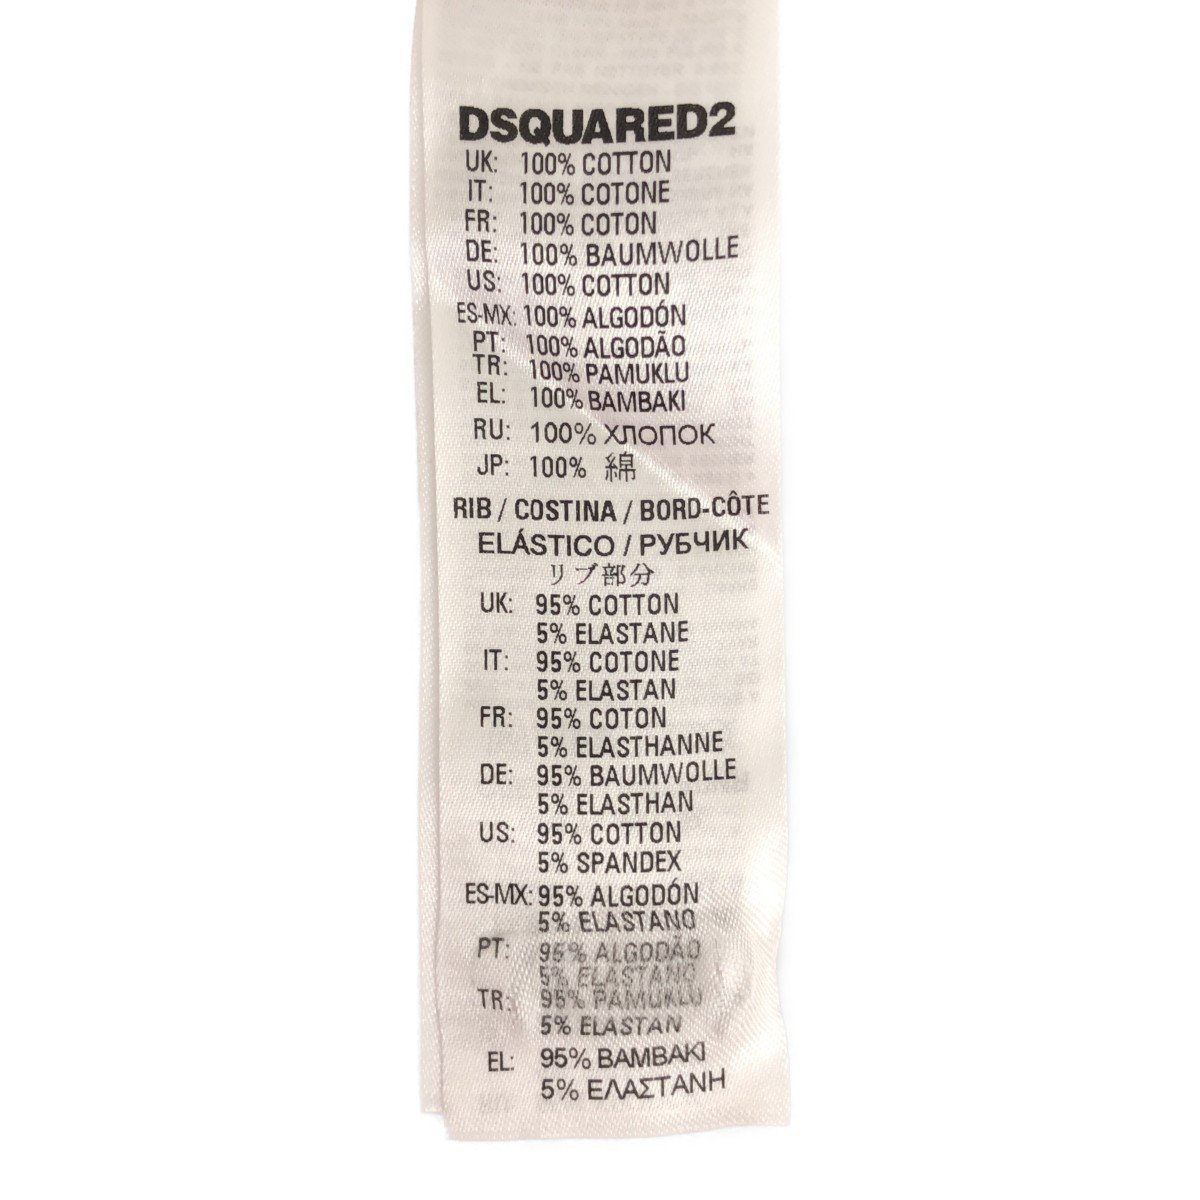 DSQUARED2
UK: 100% COTTON
IT: 100% COTONE
FR: 100% COTON
DE: 100% BAUMWOLLE
US: 100% COTTON
ES-MX: 100% ALGODÓN
PT: 100% ALGODÃO
TR: 100% PAMUKLU
EL: 100% BAMBAKI
RU: 100% ХЛОПОК
JP: 100% 綿
RIB / COSTINA / BORD-CÔTE
ELÁSTICO / РУБЧИК
リブ部分
UK: 95% COTTON
5% ELASTANE
IT: 95% COTONE
5% ELASTAN
FR: 95% COTON
5% ELASTHANNE
DE: 95% BAUMWOLLE
5% ELASTHAN
US: 95% COTTON
5% SPANDEX
ES-MX: 95% ALGODÓN
5% ELASTANO
PT: 95% ALGODÃO
5% ELASTANO
TR: 95% PAMUKLU
5% ELASTAN
EL: 95% BAMBAKI
5% ΕΛΑΣΤΑΝΗ